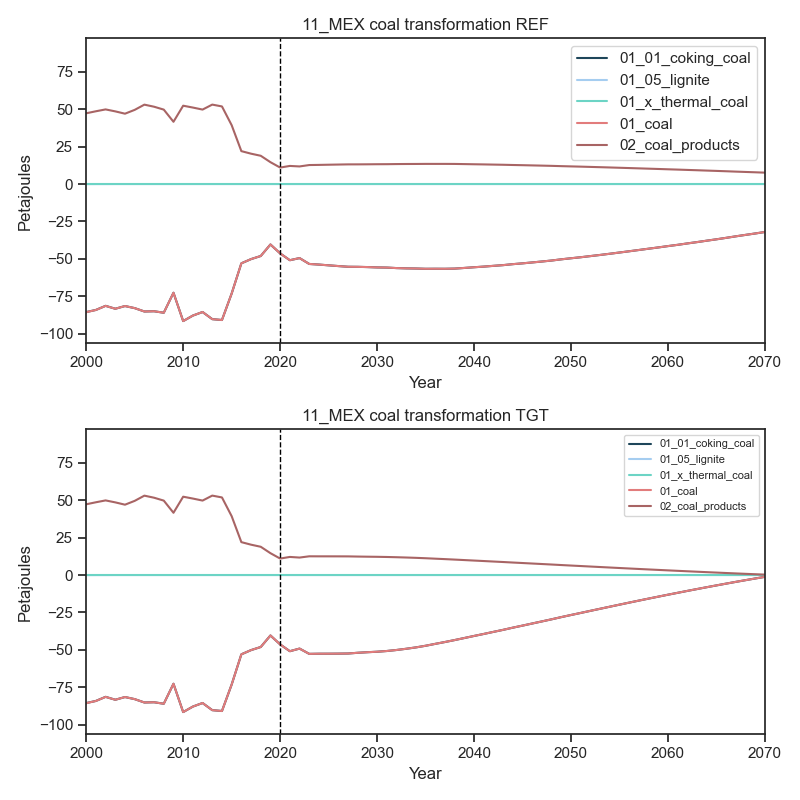 11_MEX coal transformation REF
01_01_coking_coal
01_05_lignite
01_x_thermal_coal
01_coal
02_coal_products
Petajoules
75
50
25
0
−25
−50
−75
−100
2000 2010 2020 2030 2040 2050 2060 2070
Year
11_MEX coal transformation TGT
01_01_coking_coal
01_05_lignite
01_x_thermal_coal
01_coal
02_coal_products
Petajoules
75
50
25
0
−25
−50
−75
−100
2000 2010 2020 2030 2040 2050 2060 2070
Year